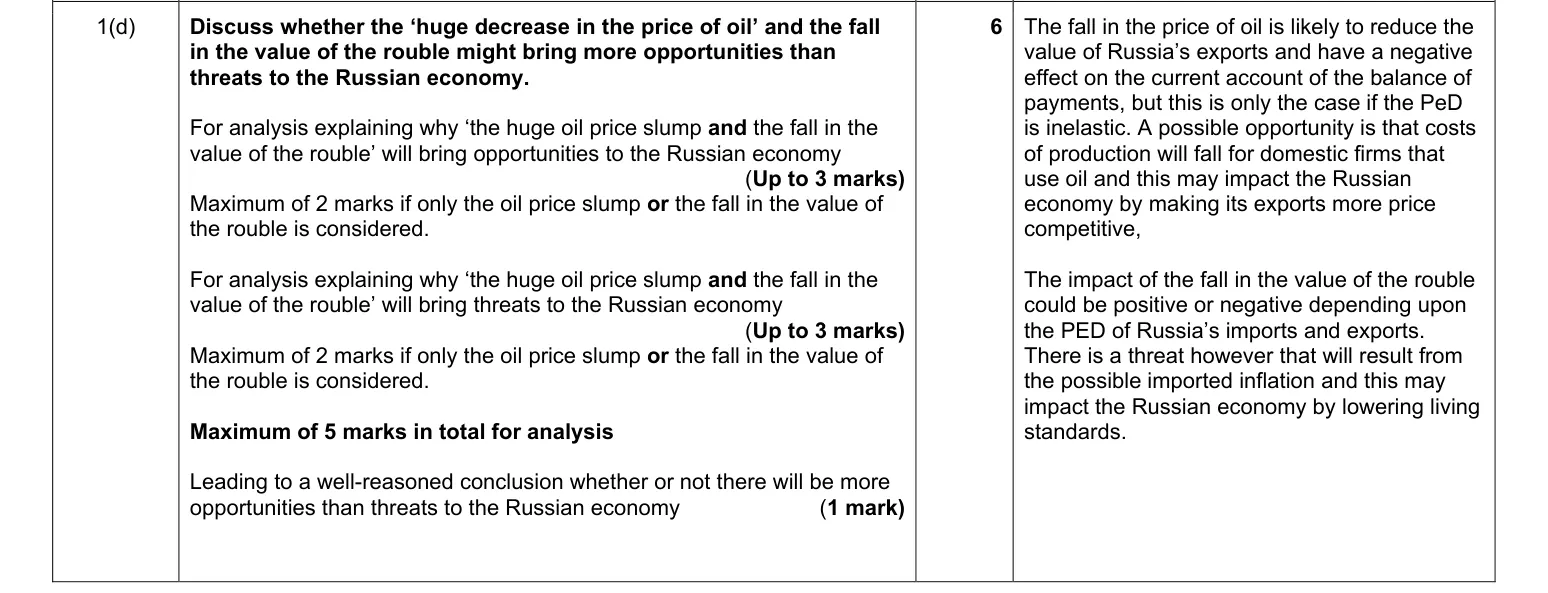 1(d)
Discuss whether the ‘huge decrease in the price of oil’ and the fall
in the value of the rouble might bring more opportunities than
threats to the Russian economy.
For analysis explaining why ‘the huge oil price slump and the fall in the
value of the rouble’ will bring opportunities to the Russian economy
(Up to 3 marks)
Maximum of 2 marks if only the oil price slump or the fall in the value of
the rouble is considered.
For analysis explaining why ‘the huge oil price slump and the fall in the
value of the rouble’ will bring threats to the Russian economy
(Up to 3 marks)
Maximum of 2 marks if only the oil price slump or the fall in the value of
the rouble is considered.
Maximum of 5 marks in total for analysis
Leading to a well-reasoned conclusion whether or not there will be more
opportunities than threats to the Russian economy (1 mark)
6
The fall in the price of oil is likely to reduce the
value of Russia’s exports and have a negative
effect on the current account of the balance of
payments, but this is only the case if the PeD
is inelastic. A possible opportunity is that costs
of production will fall for domestic firms that
use oil and this may impact the Russian
economy by making its exports more price
competitive,
The impact of the fall in the value of the rouble
could be positive or negative depending upon
the PED of Russia’s imports and exports.
There is a threat however that will result from
the possible imported inflation and this may
impact the Russian economy by lowering living
standards.